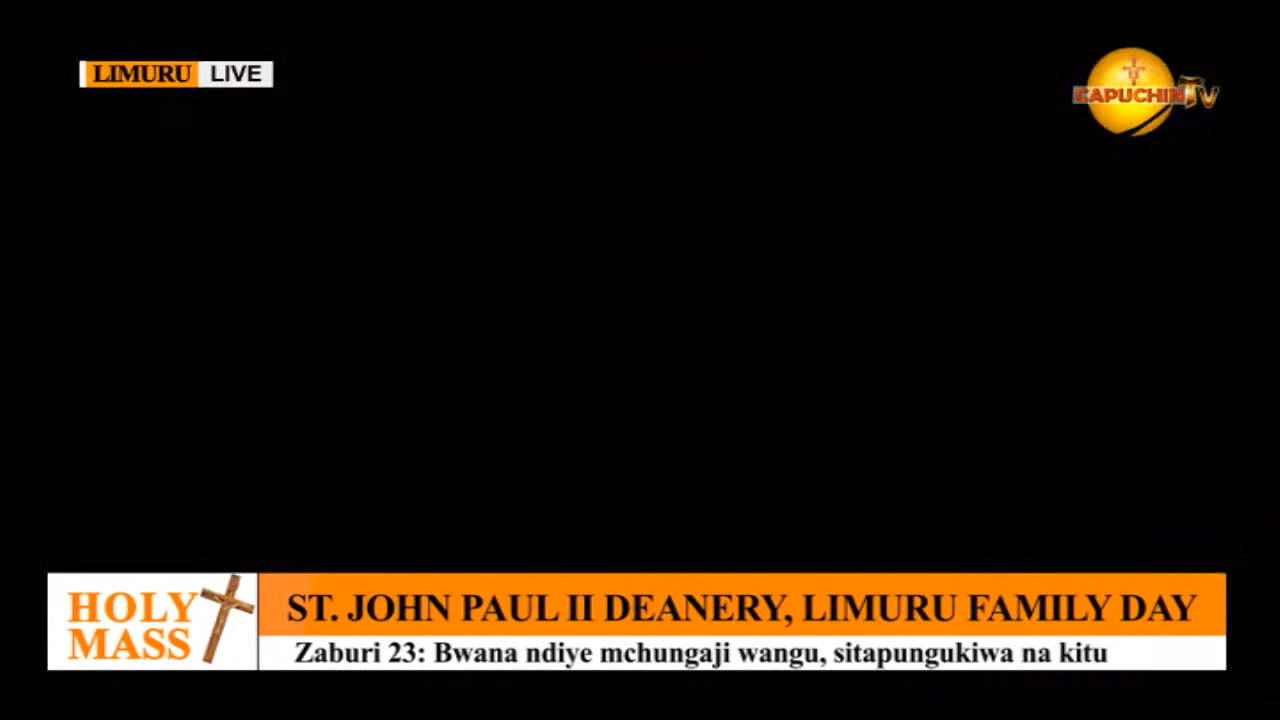 LIMURU LIVE
CAPUCHIN TV
HOLY MASS
ST. JOHN PAUL II DEANERY, LIMURU FAMILY DAY
Zaburi 23: Bwana ndiye mchungaji wangu, sitapungukiwa na kitu